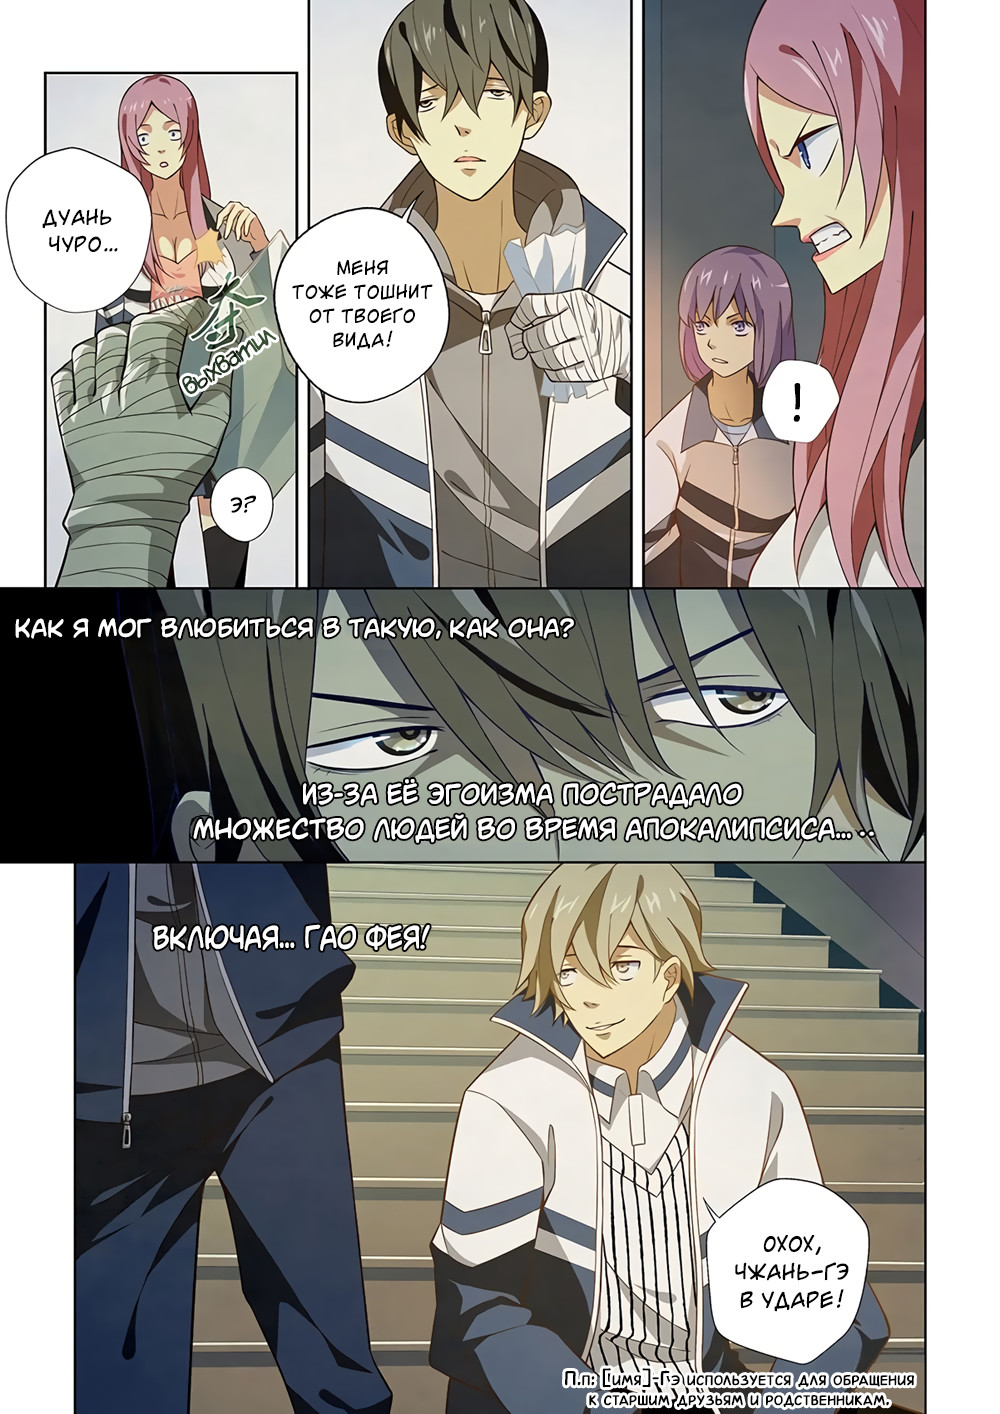 ДУАНЬ
ЧУРО...
夺
ВЫХВАТИЛ
Э?
МЕНЯ
ТОЖЕ ТОШНИТ
ОТ ТВОЕГО
ВИДА!
!
КАК Я МОГ ВЛЮБИТЬСЯ В ТАКУЮ, КАК ОНА?
ИЗ-ЗА ЕЁ ЭГОИЗМА ПОСТРАДАЛО
МНОЖЕСТВО ЛЮДЕЙ ВО ВРЕМЯ АПОКАЛИПСИСА... ..
ВКЛЮЧАЯ... ГАО ФЕЯ!
ОХОХ,
ЧЖАНЬ-ГЭ
В УДАРЕ!
П.п: [имя]-Гэ используется для обращения
к старшим друзьям и родственникам.